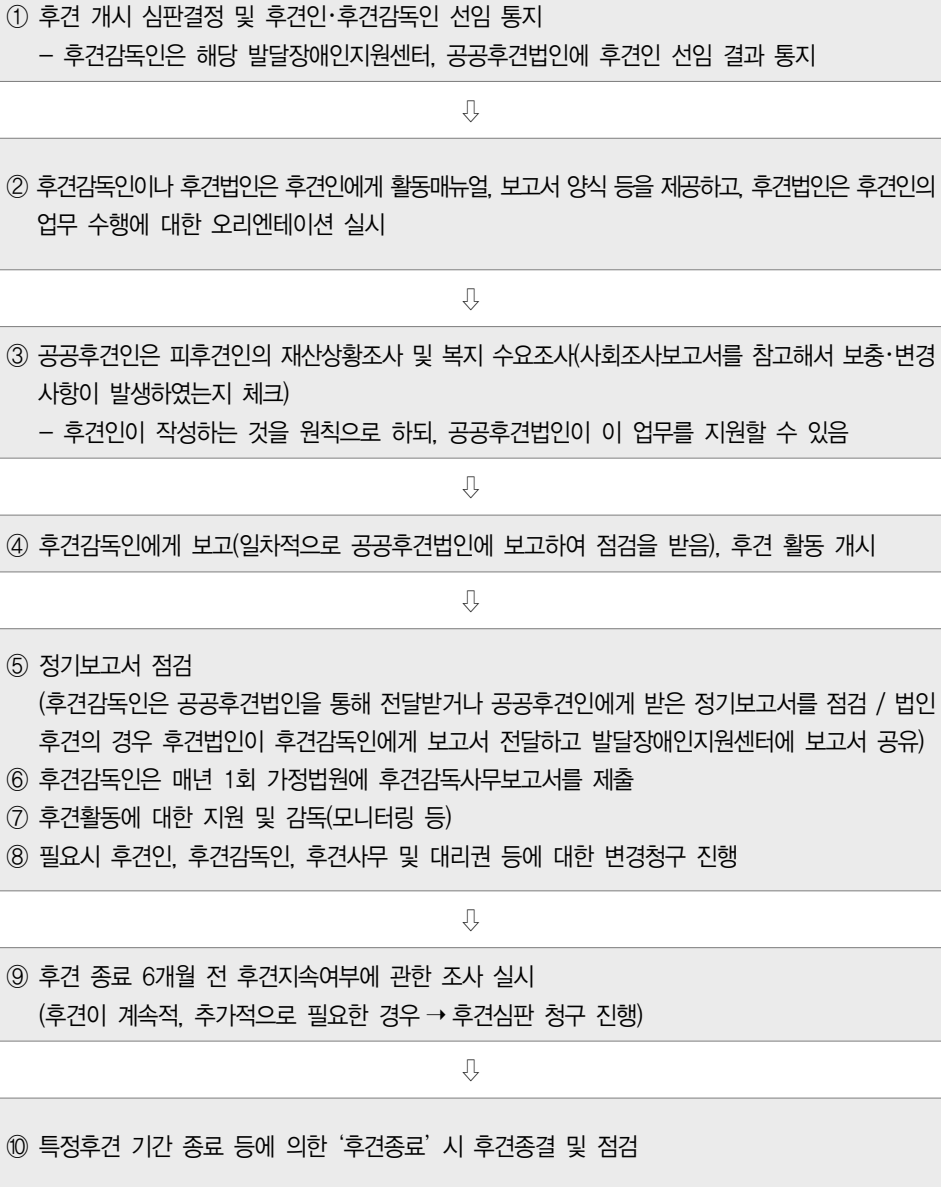 ① 후견 개시 심판결정 및 후견인·후견감독인 선임 통지
– 후견감독인은 해당 발달장애인지원센터, 공공후견법인에 후견인 선임 결과 통지
⇩
② 후견감독인이나 후견법인은 후견인에게 활동매뉴얼, 보고서 양식 등을 제공하고, 후견법인은 후견인의
업무 수행에 대한 오리엔테이션 실시
⇩
③ 공공후견인은 피후견인의 재산상황조사 및 복지 수요조사(사회조사보고서를 참고해서 보충·변경
사항이 발생하였는지 체크)
– 후견인이 작성하는 것을 원칙으로 하되, 공공후견법인이 이 업무를 지원할 수 있음
⇩
④ 후견감독인에게 보고(일차적으로 공공후견법인에 보고하여 점검을 받음), 후견 활동 개시
⇩
⑤ 정기보고서 점검
(후견감독인은 공공후견법인을 통해 전달받거나 공공후견인에게 받은 정기보고서를 점검 / 법인
후견의 경우 후견법인이 후견감독인에게 보고서 전달하고 발달장애인지원센터에 보고서 공유)
⑥ 후견감독인은 매년 1회 가정법원에 후견감독사무보고서를 제출
⑦ 후견활동에 대한 지원 및 감독(모니터링 등)
⑧ 필요시 후견인, 후견감독인, 후견사무 및 대리권 등에 대한 변경청구 진행
⇩
⑨ 후견 종료 6개월 전 후견지속여부에 관한 조사 실시
(후견이 계속적, 추가적으로 필요한 경우 → 후견심판 청구 진행)
⇩
⑩ 특정후견 기간 종료 등에 의한 ‘후견종료’ 시 후견종결 및 점검